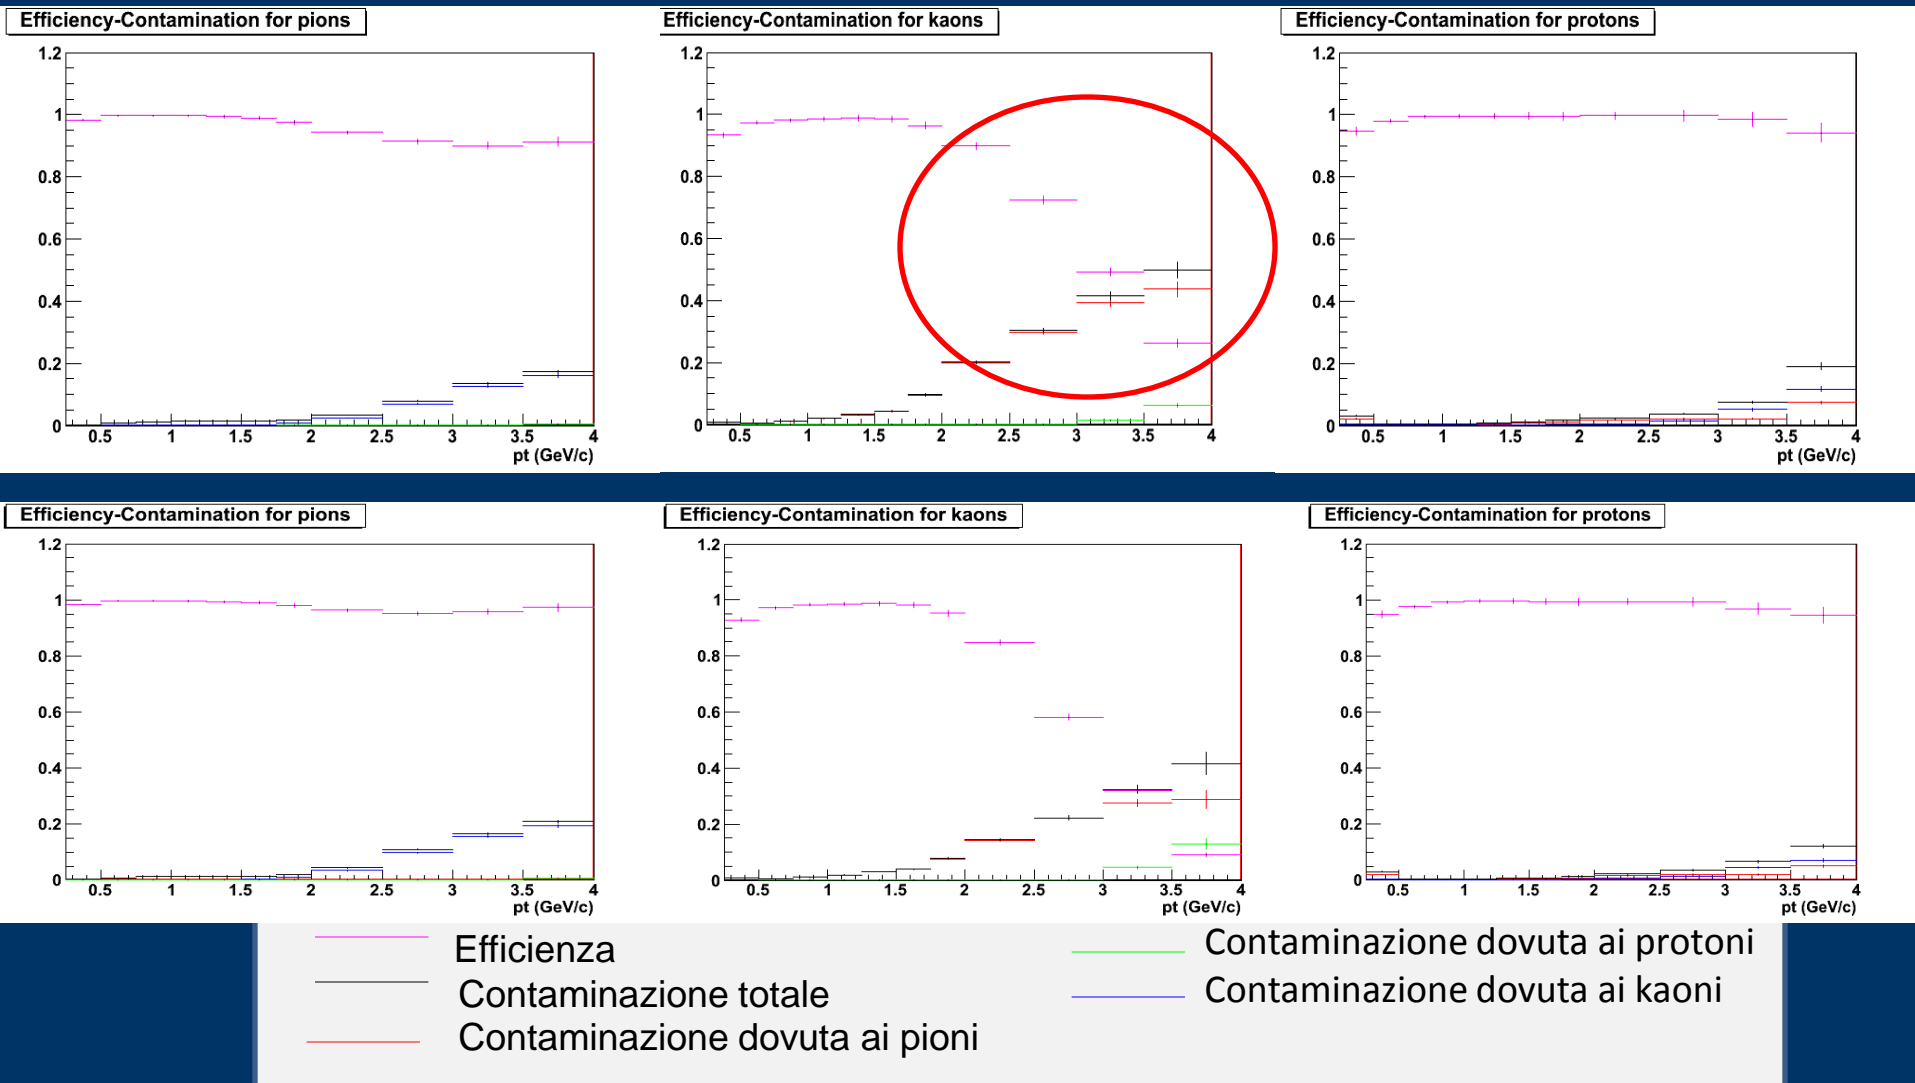 Efficiency-Contamination for pions
1.2
1
0.8
0.6
0.4
0.2
0
0.5 1 1.5 2 2.5 3 3.5 4
pt (GeV/c)
Efficiency-Contamination for kaons
1.2
1
0.8
0.6
0.4
0.2
0
0.5 1 1.5 2 2.5 3 3.5 4
Efficiency-Contamination for protons
1.2
1
0.8
0.6
0.4
0.2
0
0.5 1 1.5 2 2.5 3 3.5 4
pt (GeV/c)
Efficiency-Contamination for pions
1.2
1
0.8
0.6
0.4
0.2
0
0.5 1 1.5 2 2.5 3 3.5 4
pt (GeV/c)
Efficiency-Contamination for kaons
1.2
1
0.8
0.6
0.4
0.2
0
0.5 1 1.5 2 2.5 3 3.5 4
pt (GeV/c)
Efficiency-Contamination for protons
1.2
1
0.8
0.6
0.4
0.2
0
0.5 1 1.5 2 2.5 3 3.5 4
pt (GeV/c)
Efficienza
Contaminazione totale
Contaminazione dovuta ai pioni
Contaminazione dovuta ai protoni
Contaminazione dovuta ai kaoni